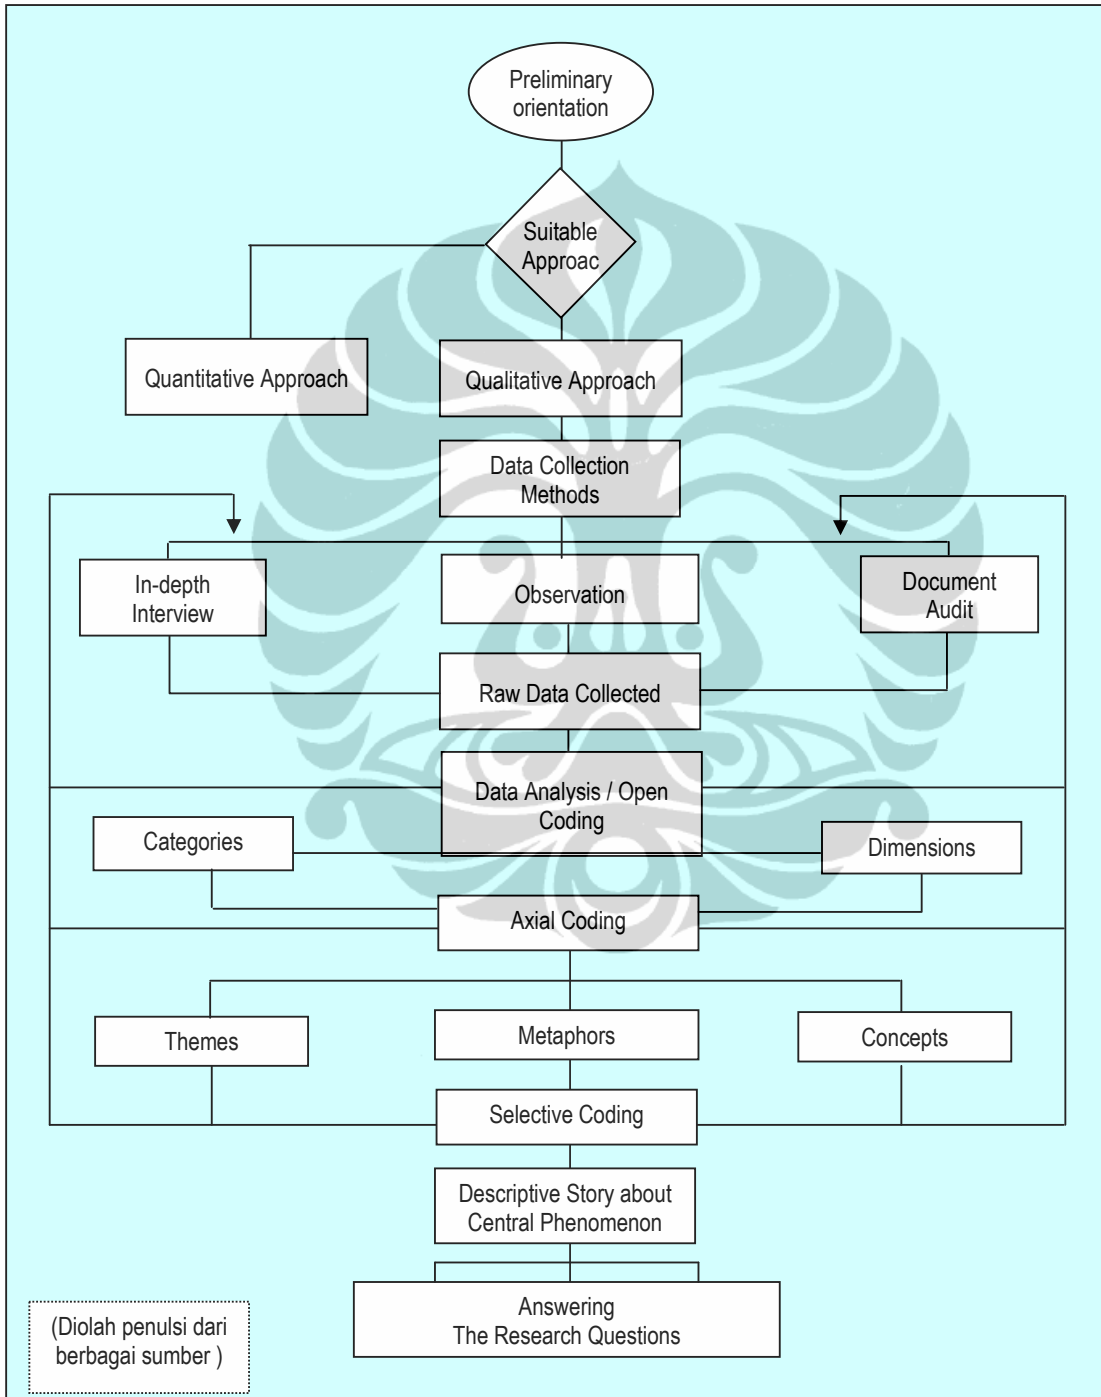 Preliminary
orientation
Suitable
Approac
Quantitative Approach
Qualitative Approach
Data Collection
Methods
In-depth
Interview
Observation
Document
Audit
Raw Data Collected
Data Analysis / Open
Coding
Categories
Dimensions
Axial Coding
Themes
Metaphors
Concepts
Selective Coding
Descriptive Story about
Central Phenomenon
Answering
The Research Questions
(Diolah penulsi dari
berbagai sumber )